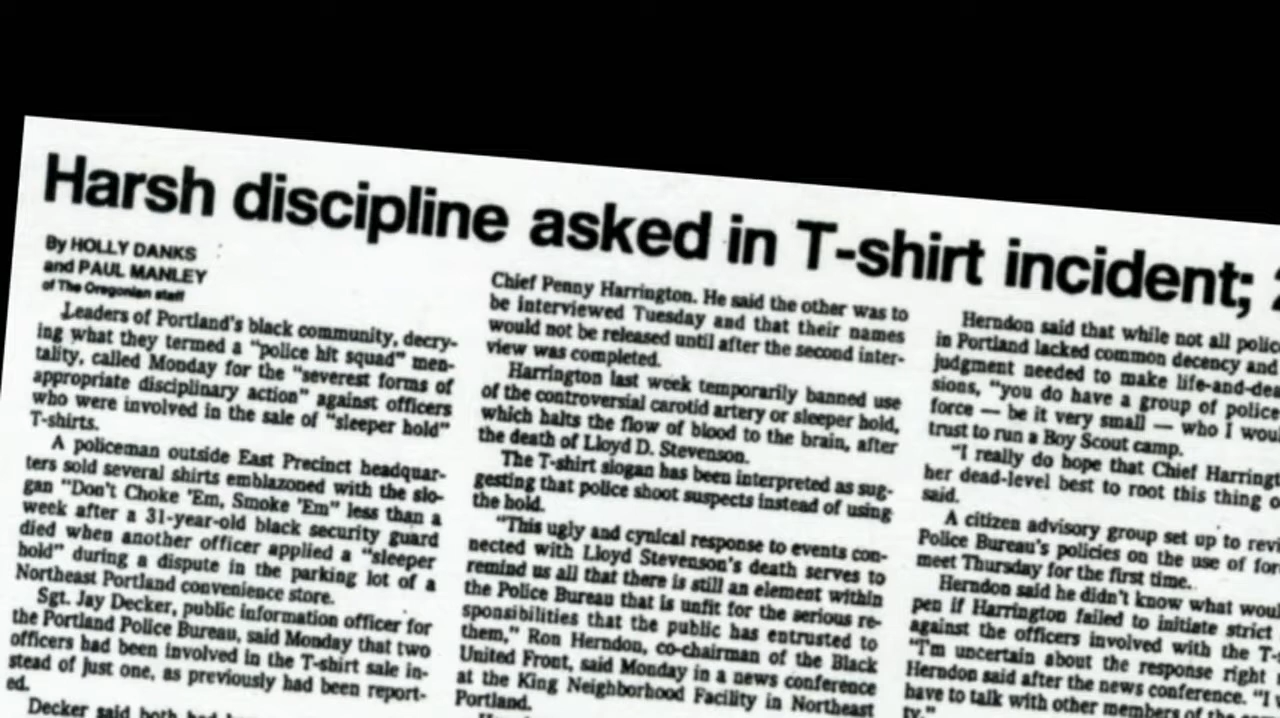 Harsh discipline asked in T-shirt incident;
By HOLLY DANKS
and PAUL MANLEY
of The Oregonian staff
Leaders of Portland's black community, decry-
ing what they termed a "police hit squad" men-
tality, called Monday for the "severest forms of
appropriate disciplinary action" against officers
who were involved in the sale of "sleeper hold"
T-shirts.
A policeman outside East Precinct headquar-
ters sold several shirts emblazoned with the slo-
gan "Don't Choke 'Em, Smoke 'Em" less than a
week after a 31-year-old black security guard
died when another officer applied a "sleeper
hold" during a dispute in the parking lot of a
Northeast Portland convenience store.
Sgt. Jay Decker, public information officer for
the Portland Police Bureau, said Monday that two
officers had been involved in the T-shirt sale in-
stead of just one, as previously had been report-
ed.
Decker said both had
Chief Penny Harrington. He said the other was to
be interviewed Tuesday and that their names
would not be released until after the second inter-
view was completed.
Harrington last week temporarily banned use
of the controversial carotid artery or sleeper hold,
which halts the flow of blood to the brain, after
the death of Lloyd D. Stevenson.
The T-shirt slogan has been interpreted as sug-
gesting that police shoot suspects instead of using
the hold.
"This ugly and cynical response to events con-
nected with Lloyd Stevenson's death serves to
remind us all that there is still an element within
the Police Bureau that is unfit for the serious re-
sponsibilities that the public has entrusted to
them," Ron Herndon, co-chairman of the Black
United Front, said Monday in a news conference
at the King Neighborhood Facility in Northeast
Portland.
Herndon said that while not all polic
in Portland lacked common decency and
judgment needed to make life-and-dea
sions, "you do have a group of police
force — be it very small — who I woul
trust to run a Boy Scout camp.
"I really do hope that Chief Harringt
her dead-level best to root this thing o
said.
A citizen advisory group set up to revi
Police Bureau's policies on the use of for
meet Thursday for the first time.
Herndon said he didn't know what woul
pen if Harrington failed to initiate strict
against the officers involved with the T-s
"I'm uncertain about the response right
Herndon said after the news conference. "I
have to talk with other members of the
ty."